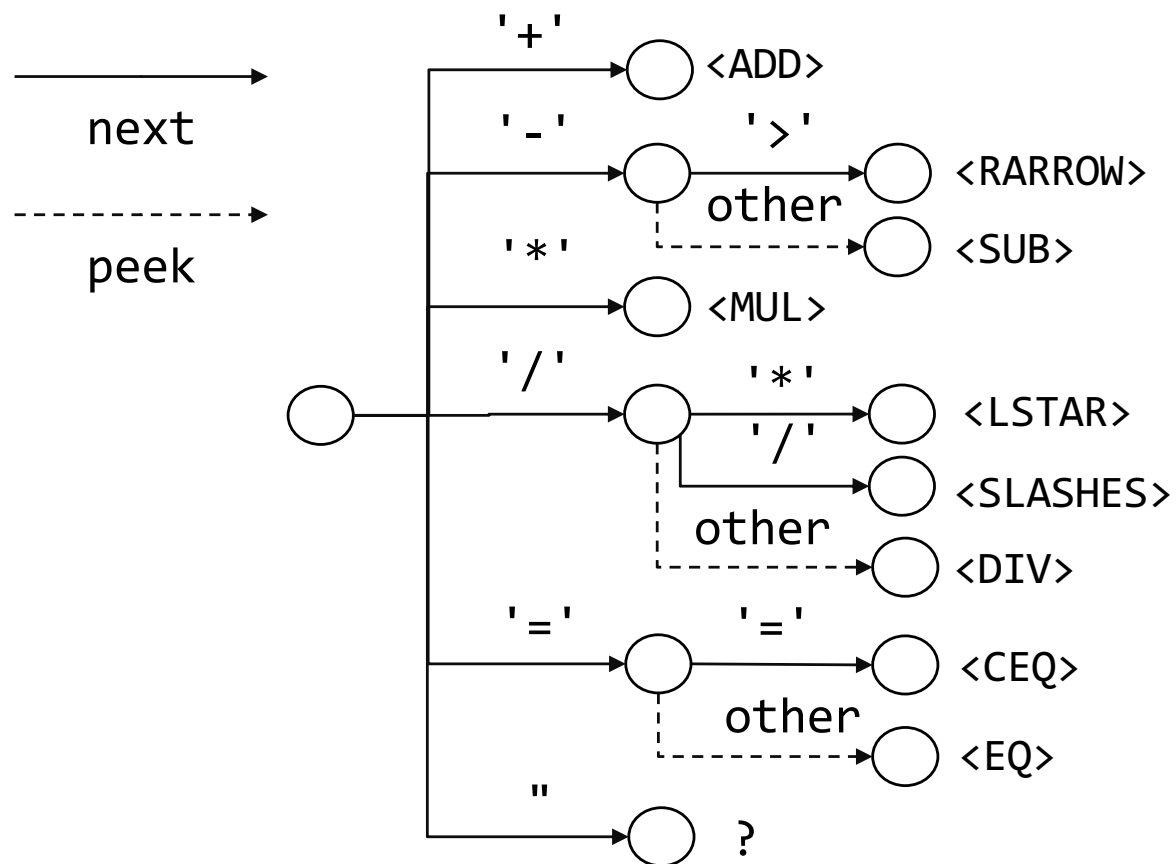 '+' <ADD>
next
'-' '>' <RARROW>
other
peek
'*' <SUB>
<MUL>
'/' '*' <LSTAR>
'/' <SLASHES>
other <DIV>
'=' '=' <CEQ>
other
<EQ>
" ?